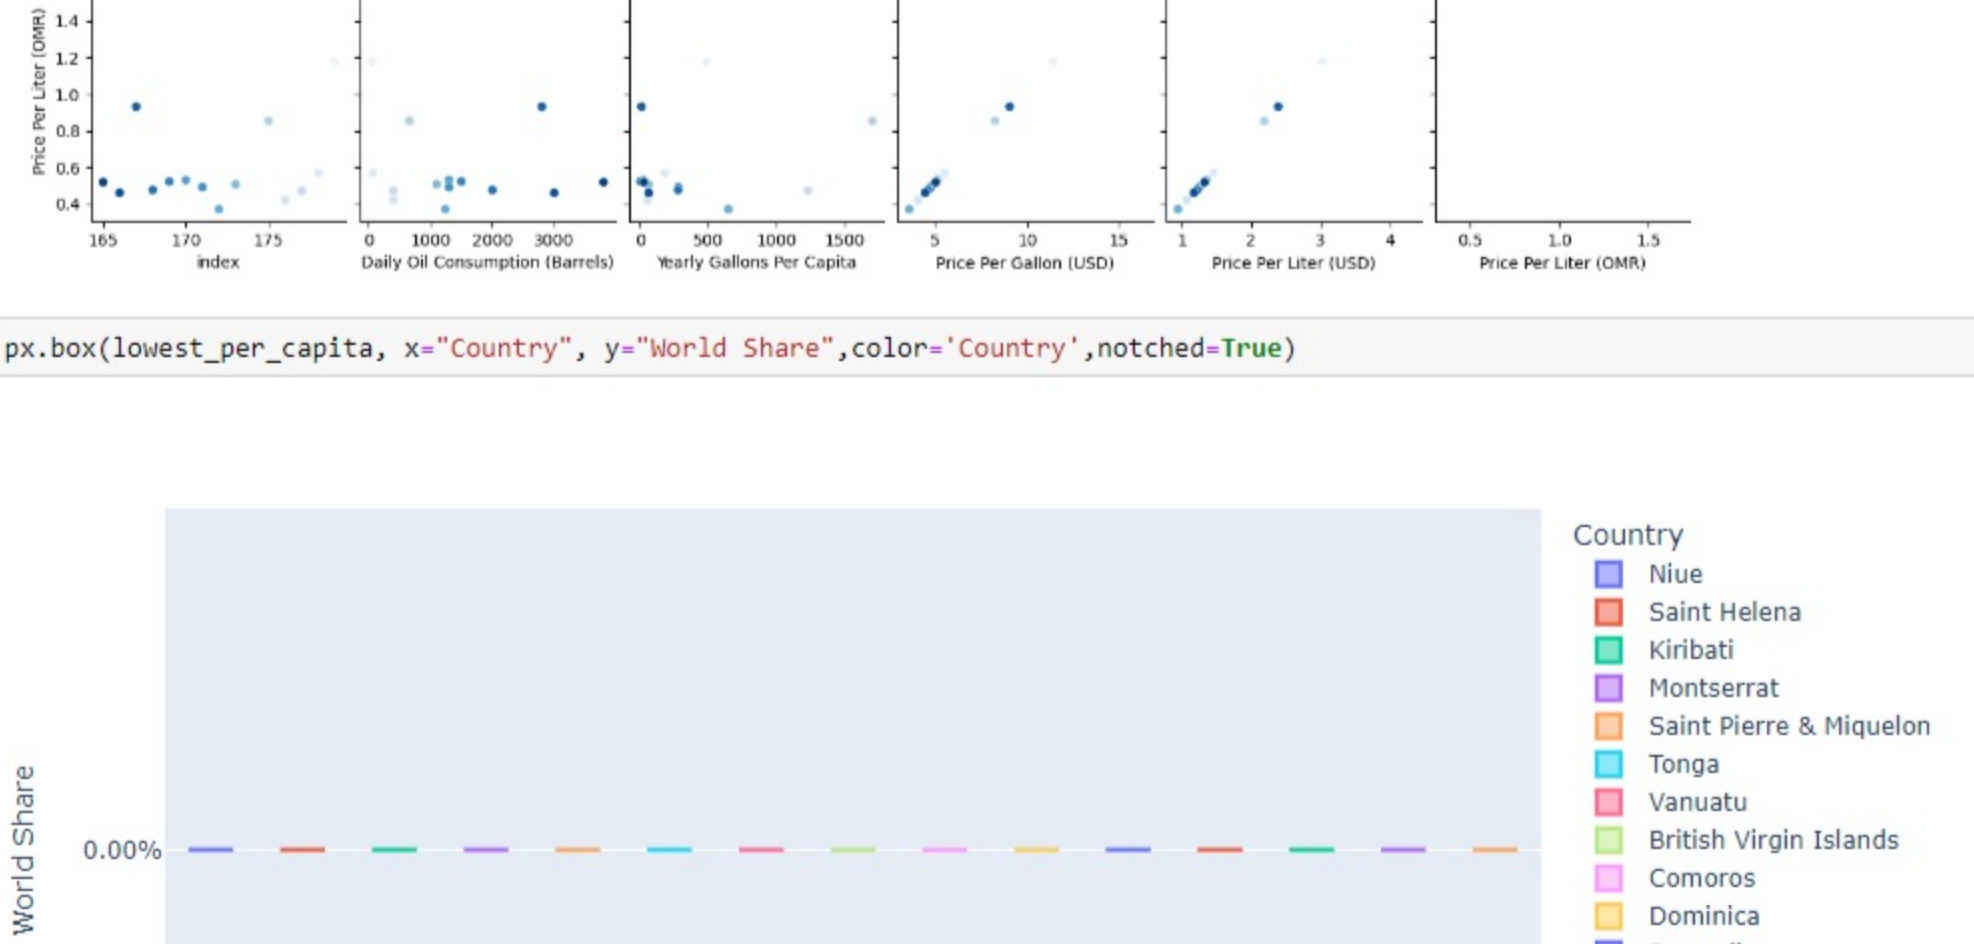 Price Per Liter (OMR)
1.4
1.2
1.0
0.8
0.6
0.4
165 170 175
index
0 1000 2000 3000
Daily Oil Consumption (Barrels)
0 500 1000 1500
Yearly Gallons Per Capita
5 10 15
Price Per Gallon (USD)
1 2 3 4
Price Per Liter (USD)
0.5 1.0 1.5
Price Per Liter (OMR)
px.box(lowest_per_capita, x="Country", y="World Share",color='Country',notched=True)
World Share
0.00%
Country
Niue
Saint Helena
Kiribati
Montserrat
Saint Pierre & Miquelon
Tonga
Vanuatu
British Virgin Islands
Comoros
Dominica